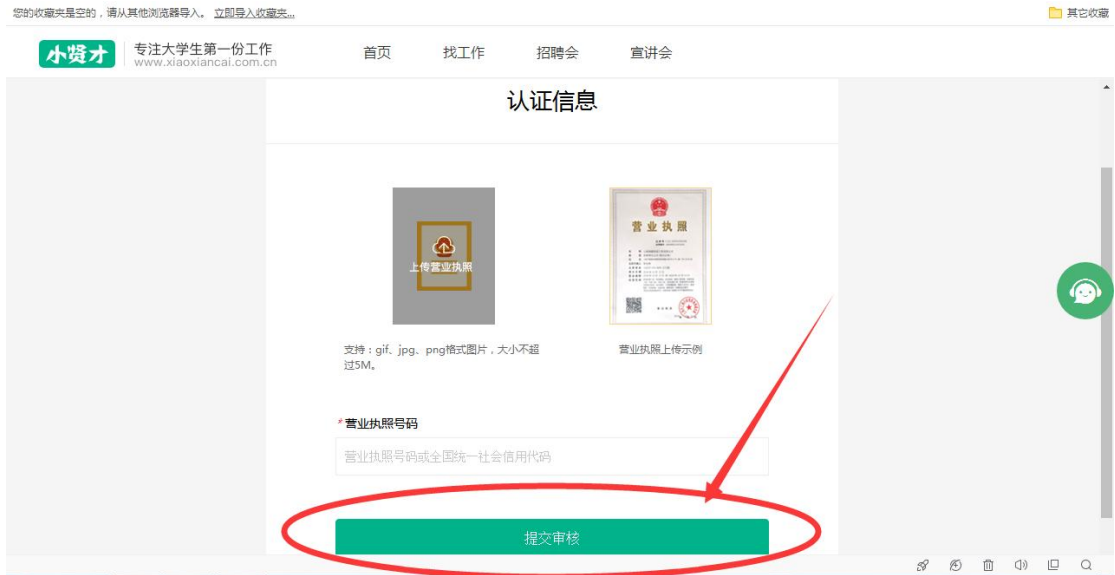 您的收藏夹是空的，请从其他浏览器导入。 立即导入收藏夹... 其它收藏
小贤才 专注大学生第一份工作 首页 找工作 招聘会 宣讲会
www.xiaoxiancai.com.cn
认证信息
上传营业执照
营业执照
支持：gif、jpg、png格式图片，大小不超
过5M。
营业执照上传示例
*营业执照号码
营业执照号码或全国统一社会信用代码
提交审核